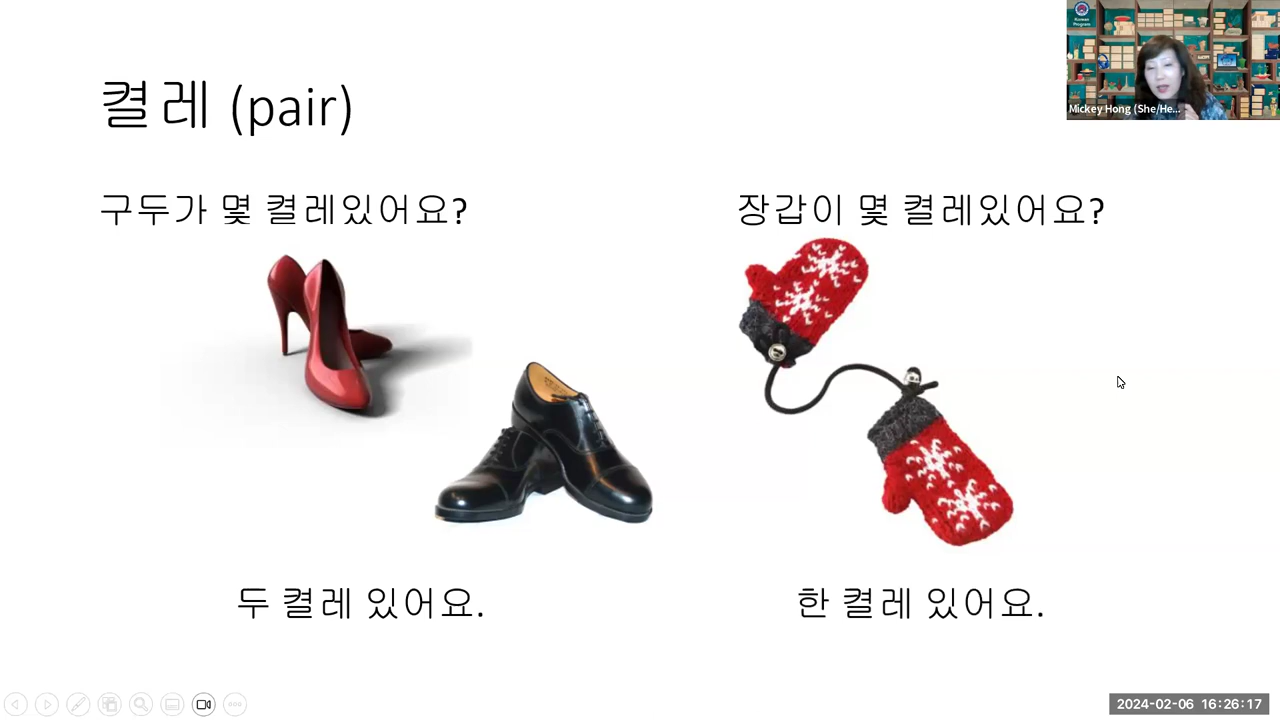 Korean
Program
Mickey Hong (She/He...
켤레 (pair)
구두가 몇 켤레있어요?
장갑이 몇 켤레있어요?
두 켤레 있어요.
한 켤레 있어요.
2024-02-06 16:26:17